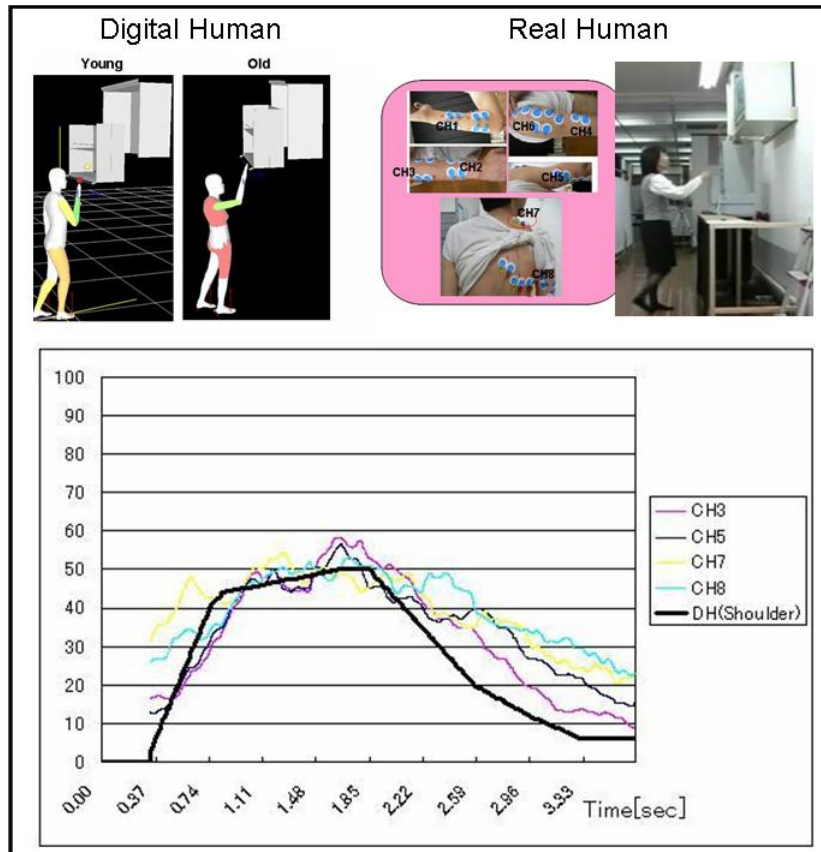 Digital Human
Real Human
Young
Old
CH1
CH6
CH4
CH3
CH2
CH5
CH7
CH8
100
90
80
70
60
50
40
30
20
10
0
0.00
0.37
0.74
1.11
1.48
1.85
2.22
2.59
2.96
3.33
Time[sec]
CH3
CH5
CH7
CH8
DH(Shoulder)